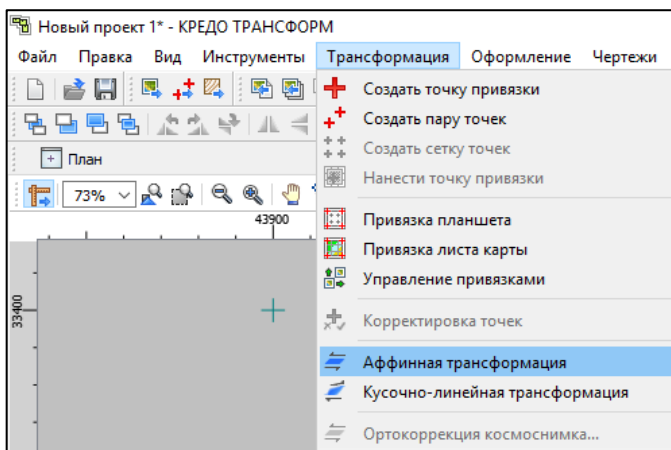 Новый проект 1* - КРЕДО ТРАНСФОРМ
Файл Правка Вид Инструменты Трансформация Оформление Чертежи
Создать точку привязки
Создать пару точек
Создать сетку точек
План
Нанести точку привязки
73%
43900
Привязка планшета
Привязка листа карты
Управление привязками
33400
Корректировка точек
Аффинная трансформация
Кусочно-линейная трансформация
Ортокоррекция космоснимка...